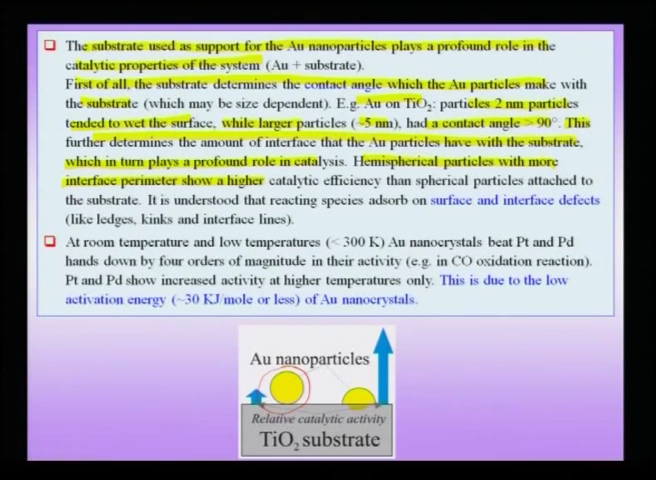 The substrate used as support for the Au nanoparticles plays a profound role in the
catalytic properties of the system (Au + substrate).
First of all, the substrate determines the contact angle which the Au particles make with
the substrate (which may be size dependent). E.g. Au on TiO₂: particles 2 nm particles
tended to wet the surface, while larger particles (~5 nm), had a contact angle > 90°. This
further determines the amount of interface that the Au particles have with the substrate,
which in turn plays a profound role in catalysis. Hemispherical particles with more
interface perimeter show a higher catalytic efficiency than spherical particles attached to
the substrate. It is understood that reacting species adsorb on surface and interface defects
(like ledges, kinks and interface lines).
At room temperature and low temperatures (< 300 K) Au nanocrystals beat Pt and Pd
hands down by four orders of magnitude in their activity (e.g. in CO oxidation reaction).
Pt and Pd show increased activity at higher temperatures only. This is due to the low
activation energy (~30 KJ/mole or less) of Au nanocrystals.
Au nanoparticles
Relative catalytic activity
TiO₂ substrate